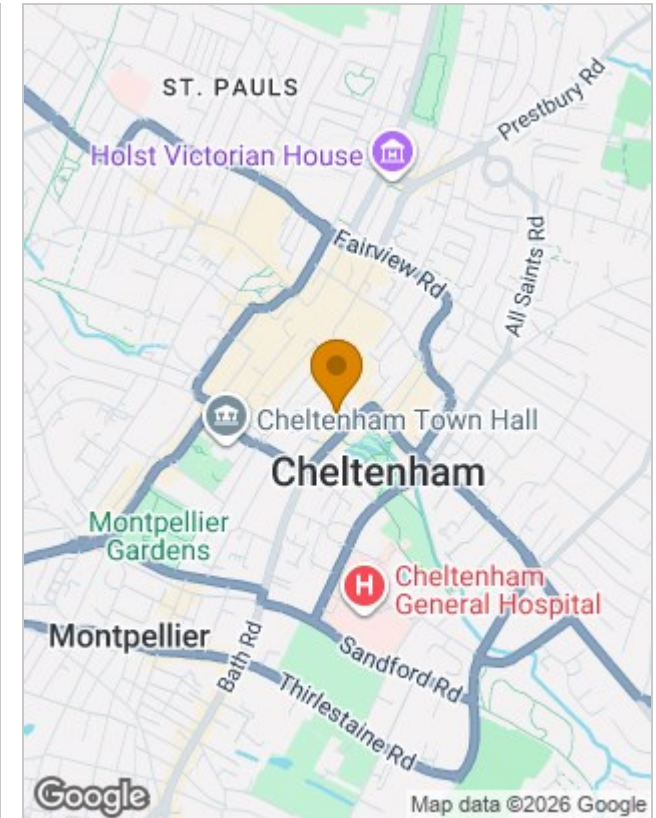 ST. PAULS
Prestbury Rd
Holst Victorian House
Fairview Rd
All Saints Rd
Cheltenham Town Hall
Cheltenham
Montpellier
Gardens
H
Cheltenham
General Hospital
Montpellier
Bath Rd
Sandford Rd
Thirlestaine Rd
Google
Map data ©2026 Google